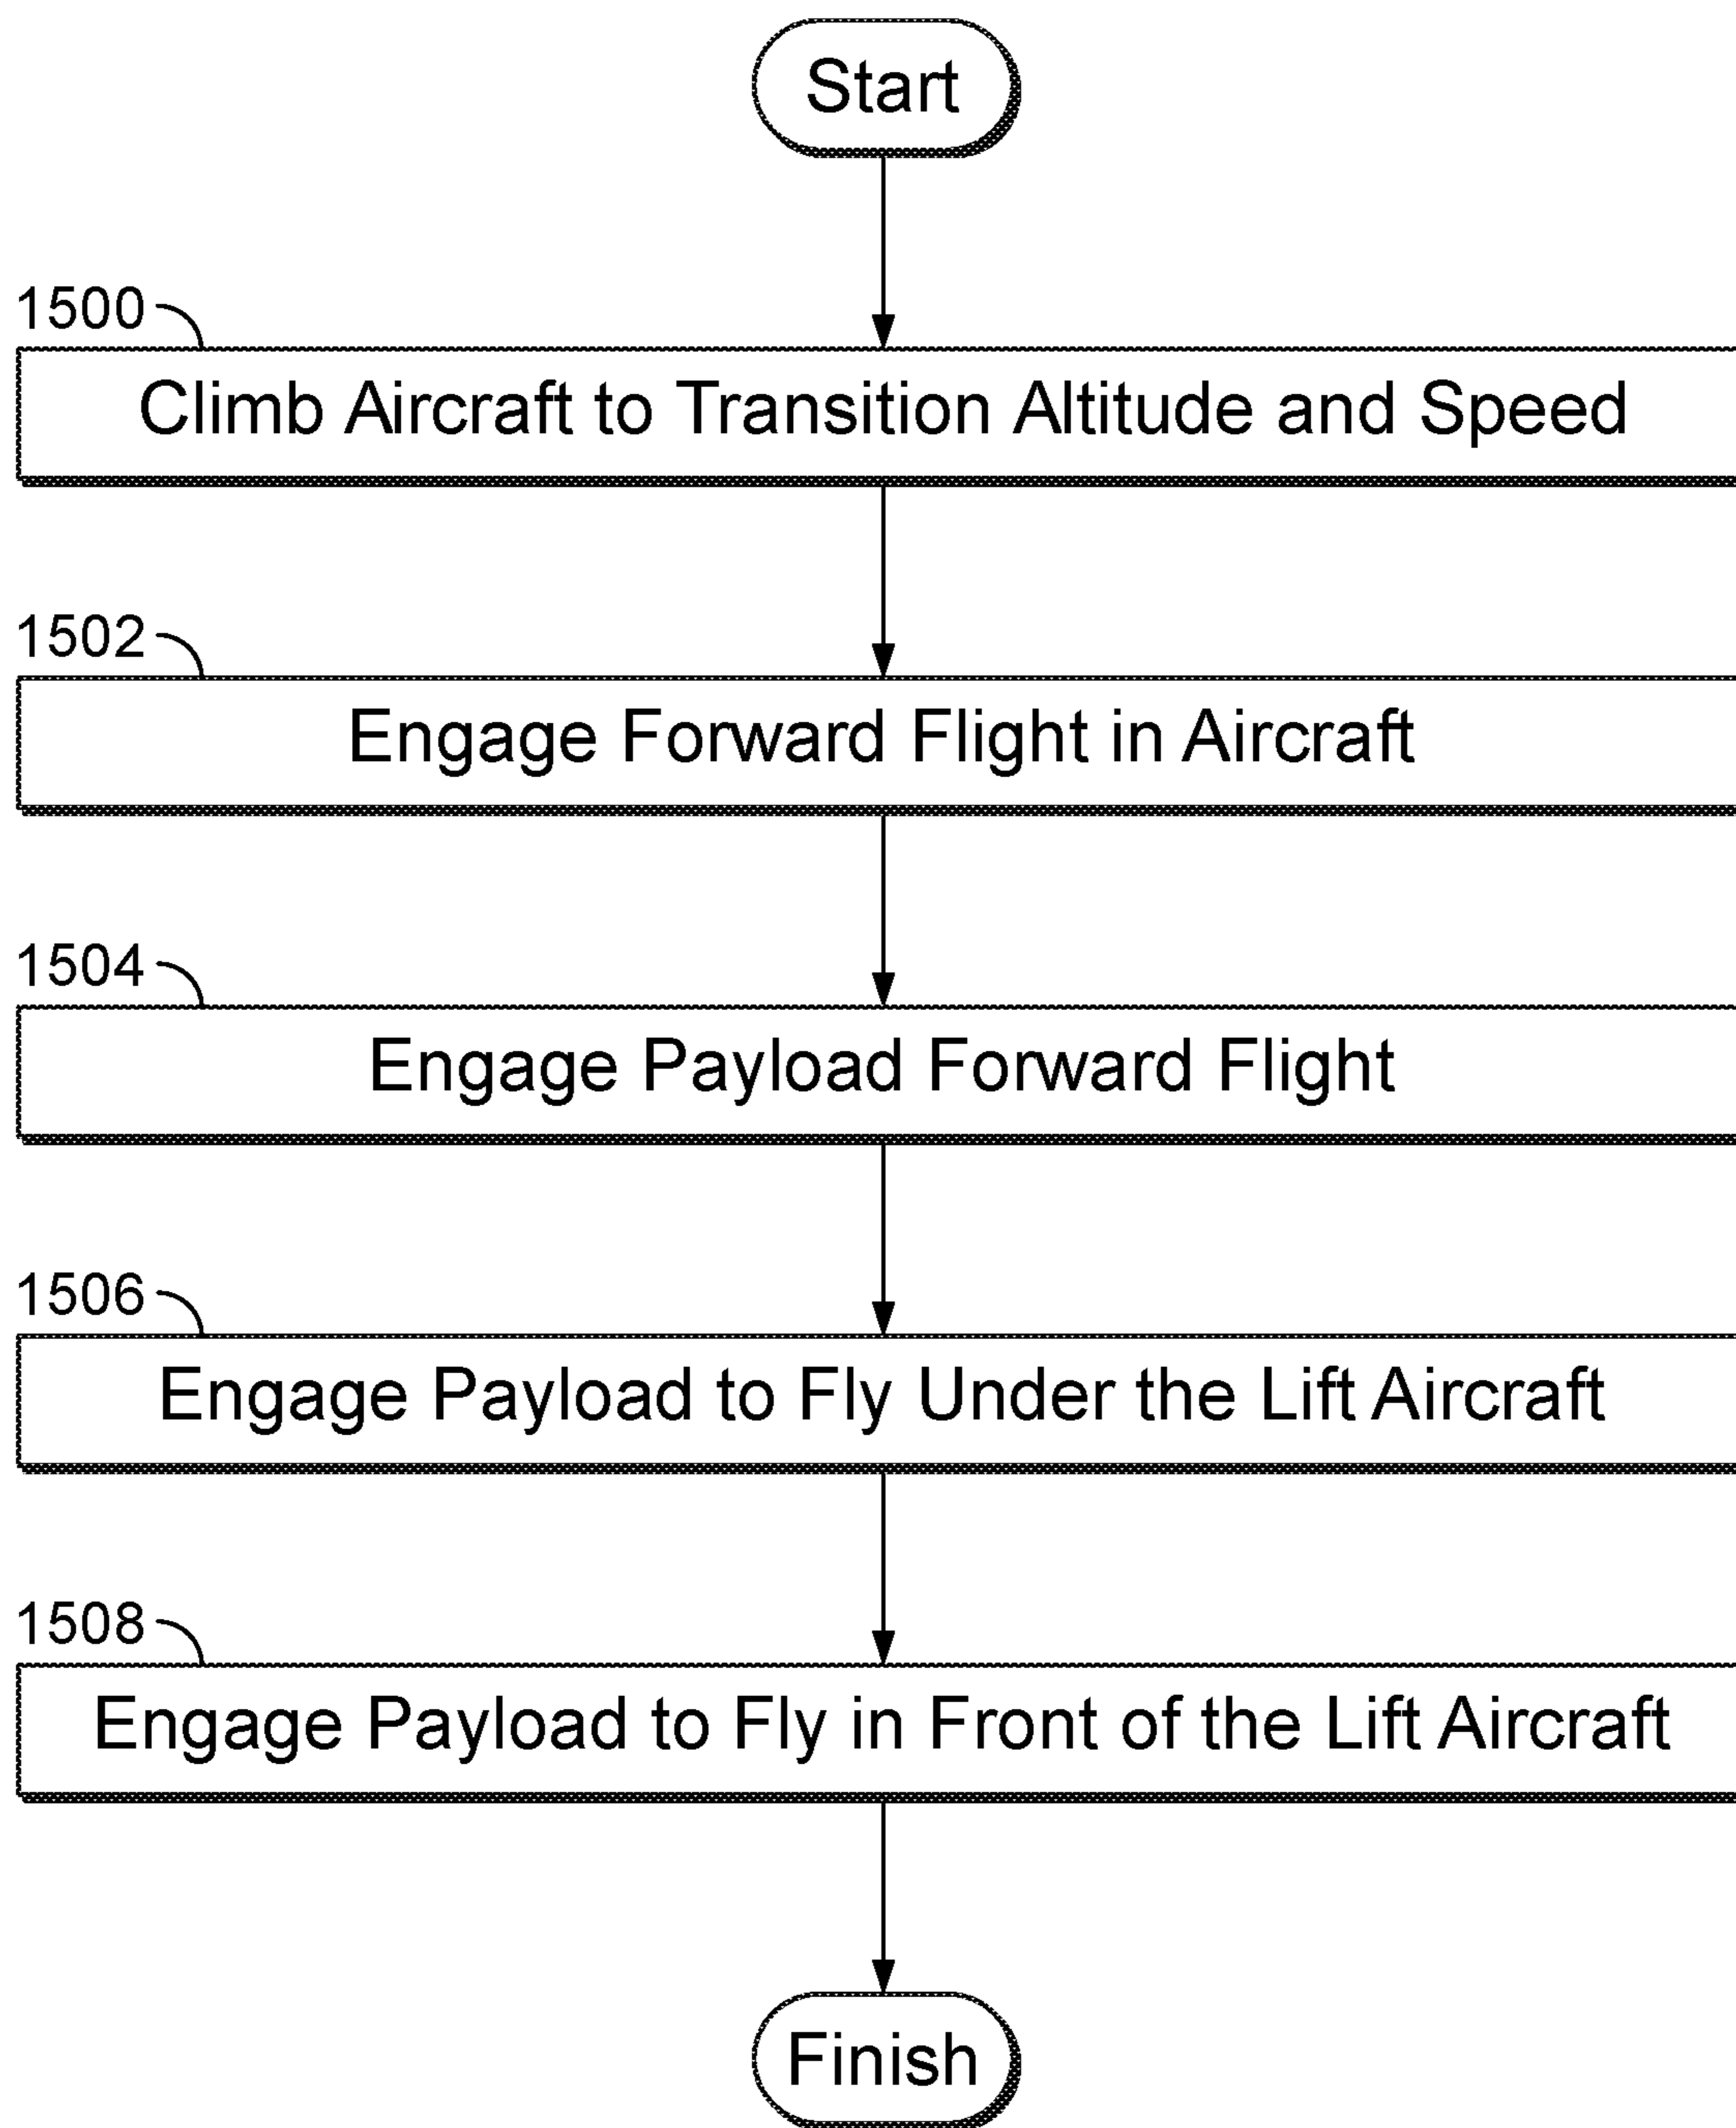 Start
1500
Climb Aircraft to Transition Altitude and Speed
1502
Engage Forward Flight in Aircraft
1504
Engage Payload Forward Flight
1506
Engage Payload to Fly Under the Lift Aircraft
1508
Engage Payload to Fly in Front of the Lift Aircraft
Finish